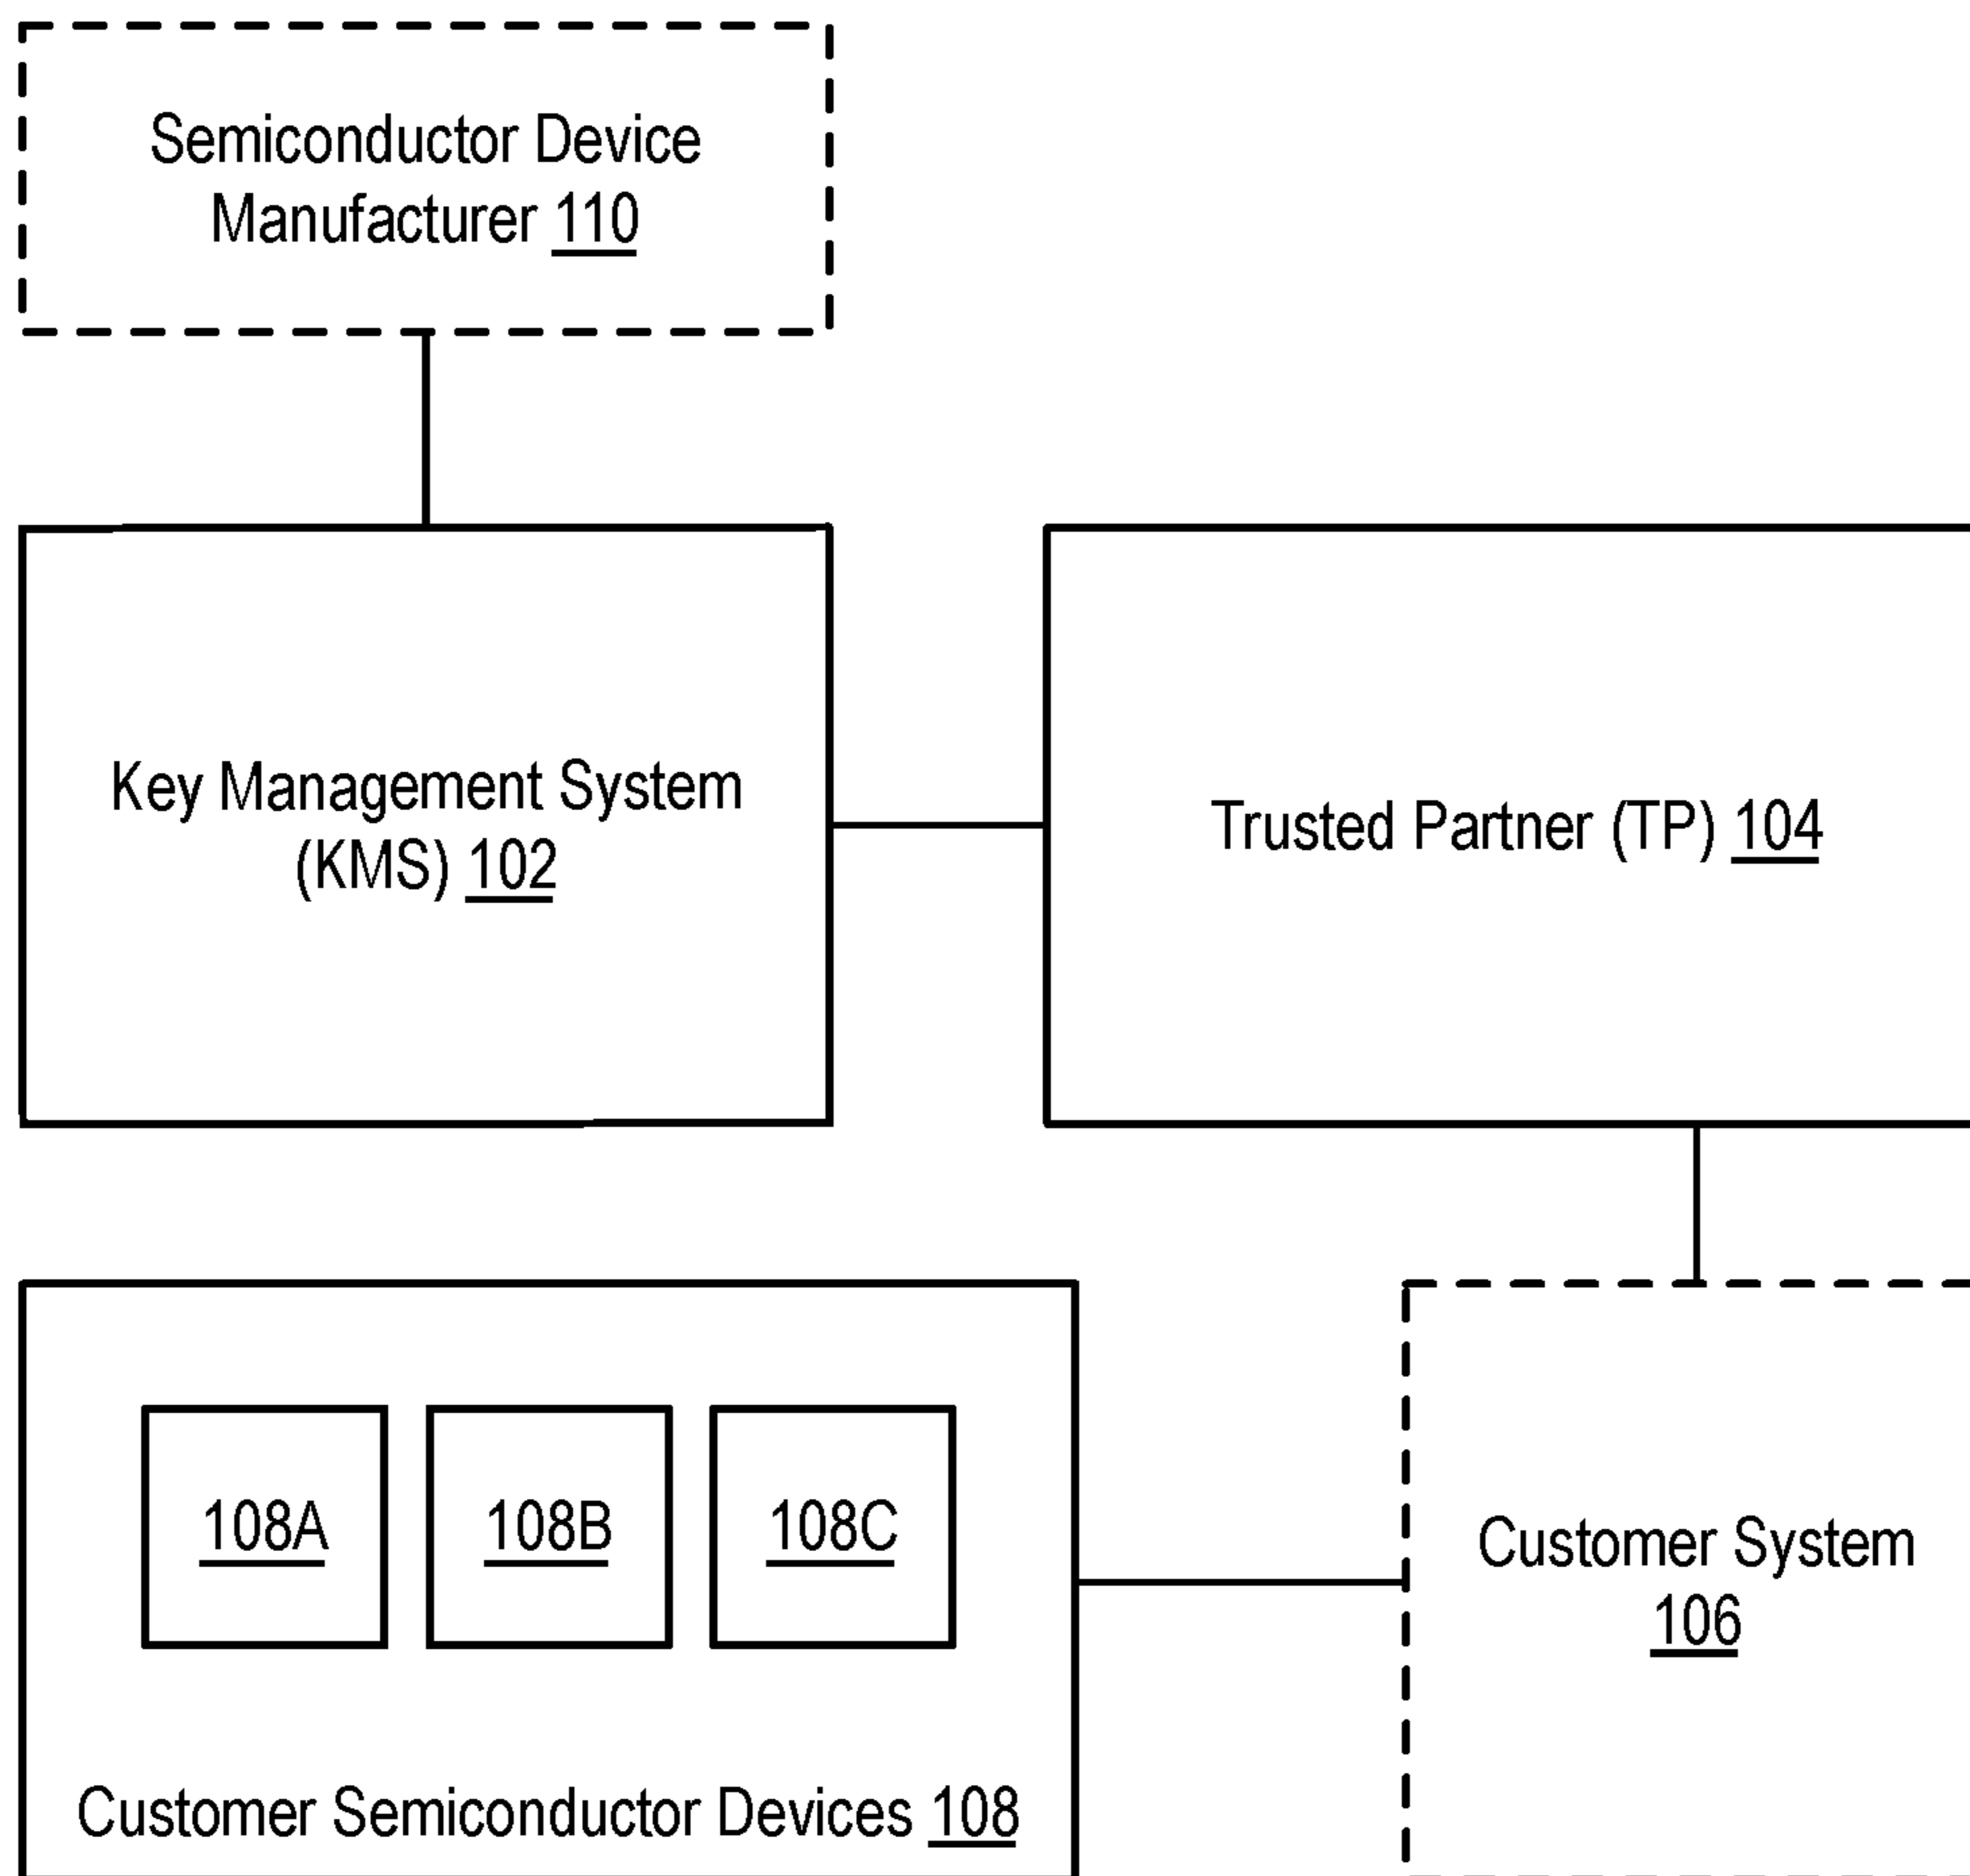 Semiconductor Device
Manufacturer 110
Key Management System
(KMS) 102
Trusted Partner (TP) 104
108A
108B
108C
Customer Semiconductor Devices 108
Customer System
106